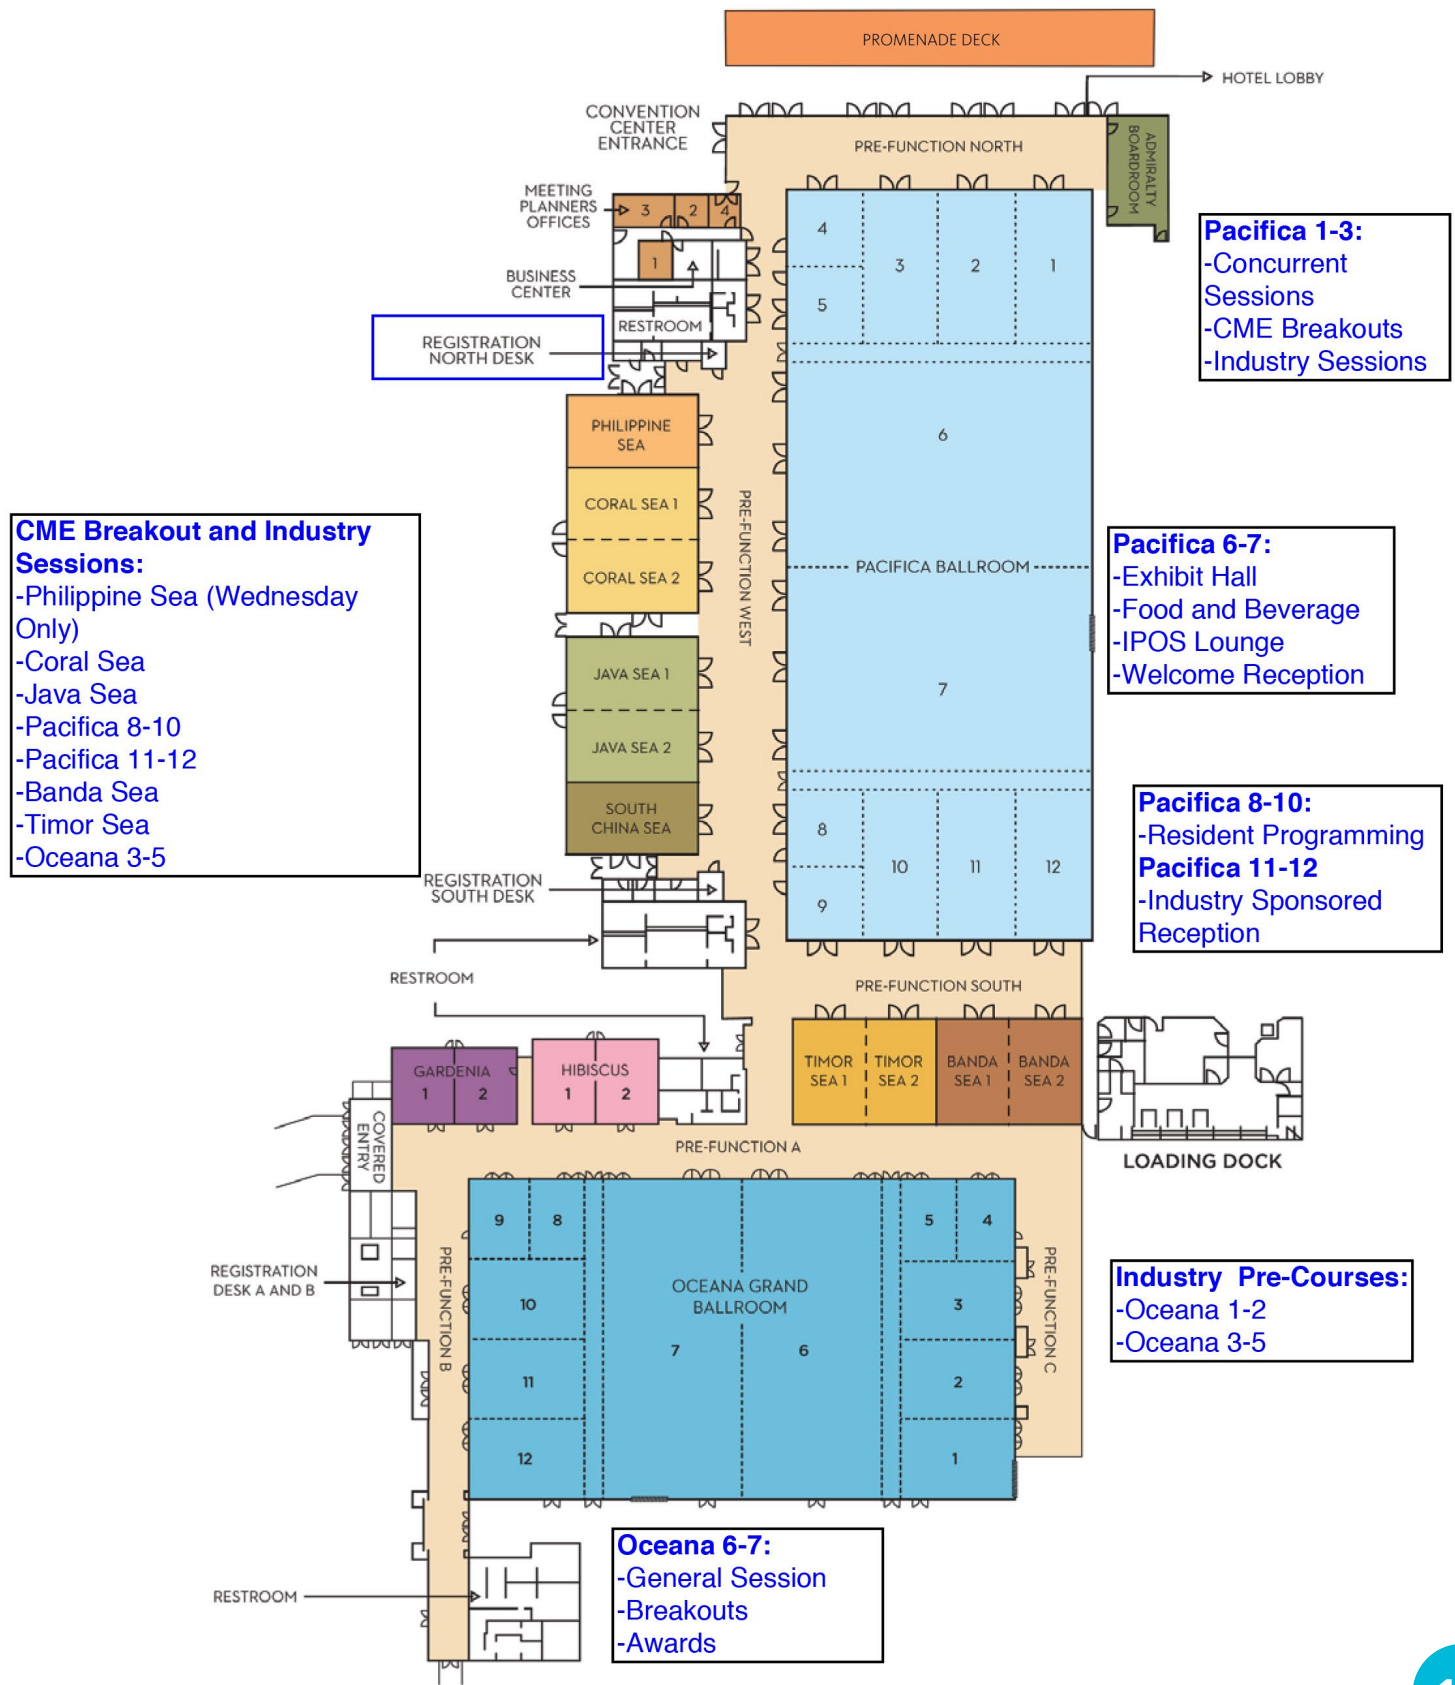 PROMENADE DECK
HOTEL LOBBY
CONVENTION
CENTER
ENTRANCE
PRE-FUNCTION NORTH
ADMIRALTY
BOARDROOM
MEETING
PLANNERS
OFFICES
3
2
4
1
BUSINESS
CENTER
RESTROOM
REGISTRATION
NORTH DESK
4
3
2
1
5
Pacifica 1-3:
-Concurrent
Sessions
-CME Breakouts
-Industry Sessions
PHILIPPINE
SEA
CORAL SEA 1
CORAL SEA 2
PRE-FUNCTION WEST
6
PACIFICA BALLROOM
7
CME Breakout and Industry
Sessions:
-Philippine Sea (Wednesday
Only)
-Coral Sea
-Java Sea
-Pacifica 8-10
-Pacifica 11-12
-Banda Sea
-Timor Sea
-Oceana 3-5
Pacifica 6-7:
-Exhibit Hall
-Food and Beverage
-IPOS Lounge
-Welcome Reception
JAVA SEA 1
JAVA SEA 2
SOUTH
CHINA SEA
8
10
11
12
9
Pacifica 8-10:
-Resident Programming
Pacifica 11-12
-Industry Sponsored
Reception
REGISTRATION
SOUTH DESK
RESTROOM
PRE-FUNCTION SOUTH
GARDENIA
1
2
HIBISCUS
1
2
TIMOR
SEA 1
TIMOR
SEA 2
BANDA
SEA 1
BANDA
SEA 2
COVERED
ENTRY
PRE-FUNCTION A
LOADING DOCK
9
8
5
4
REGISTRATION
DESK A AND B
PRE-FUNCTION B
OCEANA GRAND
BALLROOM
10
3
7
6
11
2
12
1
PRE-FUNCTION C
Industry  Pre-Courses:
-Oceana 1-2
-Oceana 3-5
RESTROOM
Oceana 6-7:
-General Session
-Breakouts
-Awards